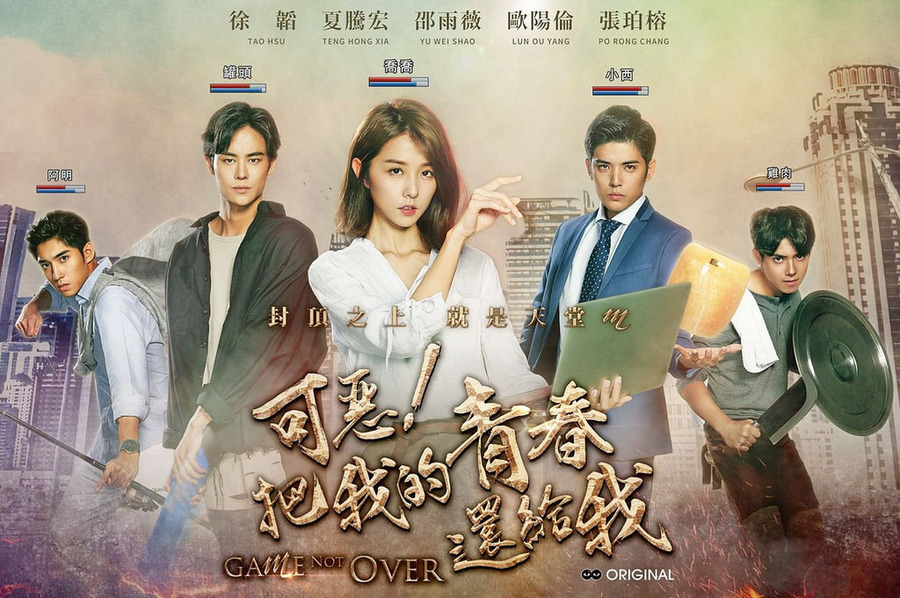 徐韜 夏騰宏 邵雨薇 歐陽倫 張珀榕
TAO HSU TENG HONG XIA YU WEI SHAO LUN OU YANG PO RONG CHANG
喬喬
罐頭
小西
阿明
雞肉
封頂之上 就是天堂 m
可惡!
把我的青春
還給我
GAME NOT OVER
ORIGINAL